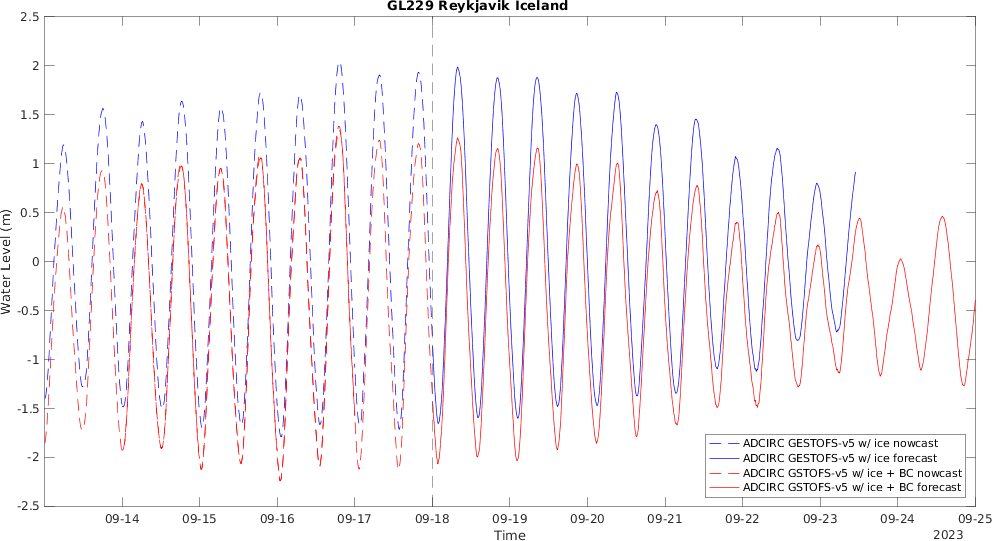 GL229 Reykjavik Iceland
2.5
2
1.5
1
0.5
0
-0.5
-1
-1.5
-2
-2.5
Water Level (m)
ADCIRC GESTOFS-v5 w/ ice nowcast
ADCIRC GESTOFS-v5 w/ ice forecast
ADCIRC GSTOFS-v5 w/ ice + BC nowcast
ADCIRC GSTOFS-v5 w/ ice + BC forecast
09-14 09-15 09-16 09-17 09-18 09-19 09-20 09-21 09-22 09-23 09-24 09-25
Time
2023